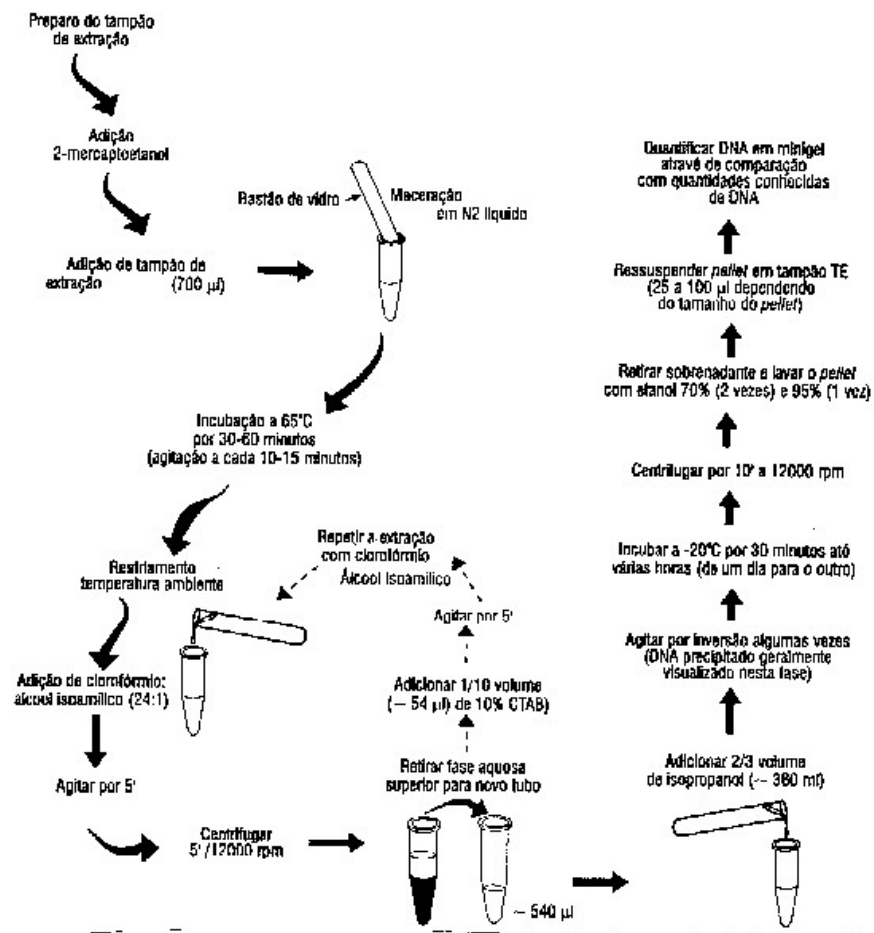 Preparo do tampão
de extração
Adição
2-mercaptoetanol
Adição de tampão de
extração (700 µl)
Bastão de vidro
Maceração
em N2 líquido
Incubação a 65°C
por 30-60 minutos
(agitação a cada 10-15 minutos)
Resfriamento
temperatura ambiente
Adição de clorofórmio:
álcool isoamílico (24:1)
Agitar por 5'
Centrifugar
5'/12000 rpm
Retirar fase aquosa
superior para novo tubo
~ 540 µl
Adicionar 1/10 volume
(~ 54 µl) de 10% CTAB)
Agitar por 5'
Repetir a extração
com clorofórmio
Álcool Isoamílico
Adicionar 2/3 volume
de isopropanol (~ 360 ml)
Agitar por inversão algumas vezes
(DNA precipitado geralmente
visualizado nesta fase)
Incubar a -20°C por 30 minutos até
várias horas (de um dia para o outro)
Centrifugar por 10' a 12000 rpm
Retirar sobrenadante e lavar o pellet
com etanol 70% (2 vezes) e 95% (1 vez)
Ressuspender pellet em tampão TE
(25 a 100 µl dependendo
do tamanho do pellet)
Quantificar DNA em minigel
através de comparação
com quantidades conhecidas
de DNA